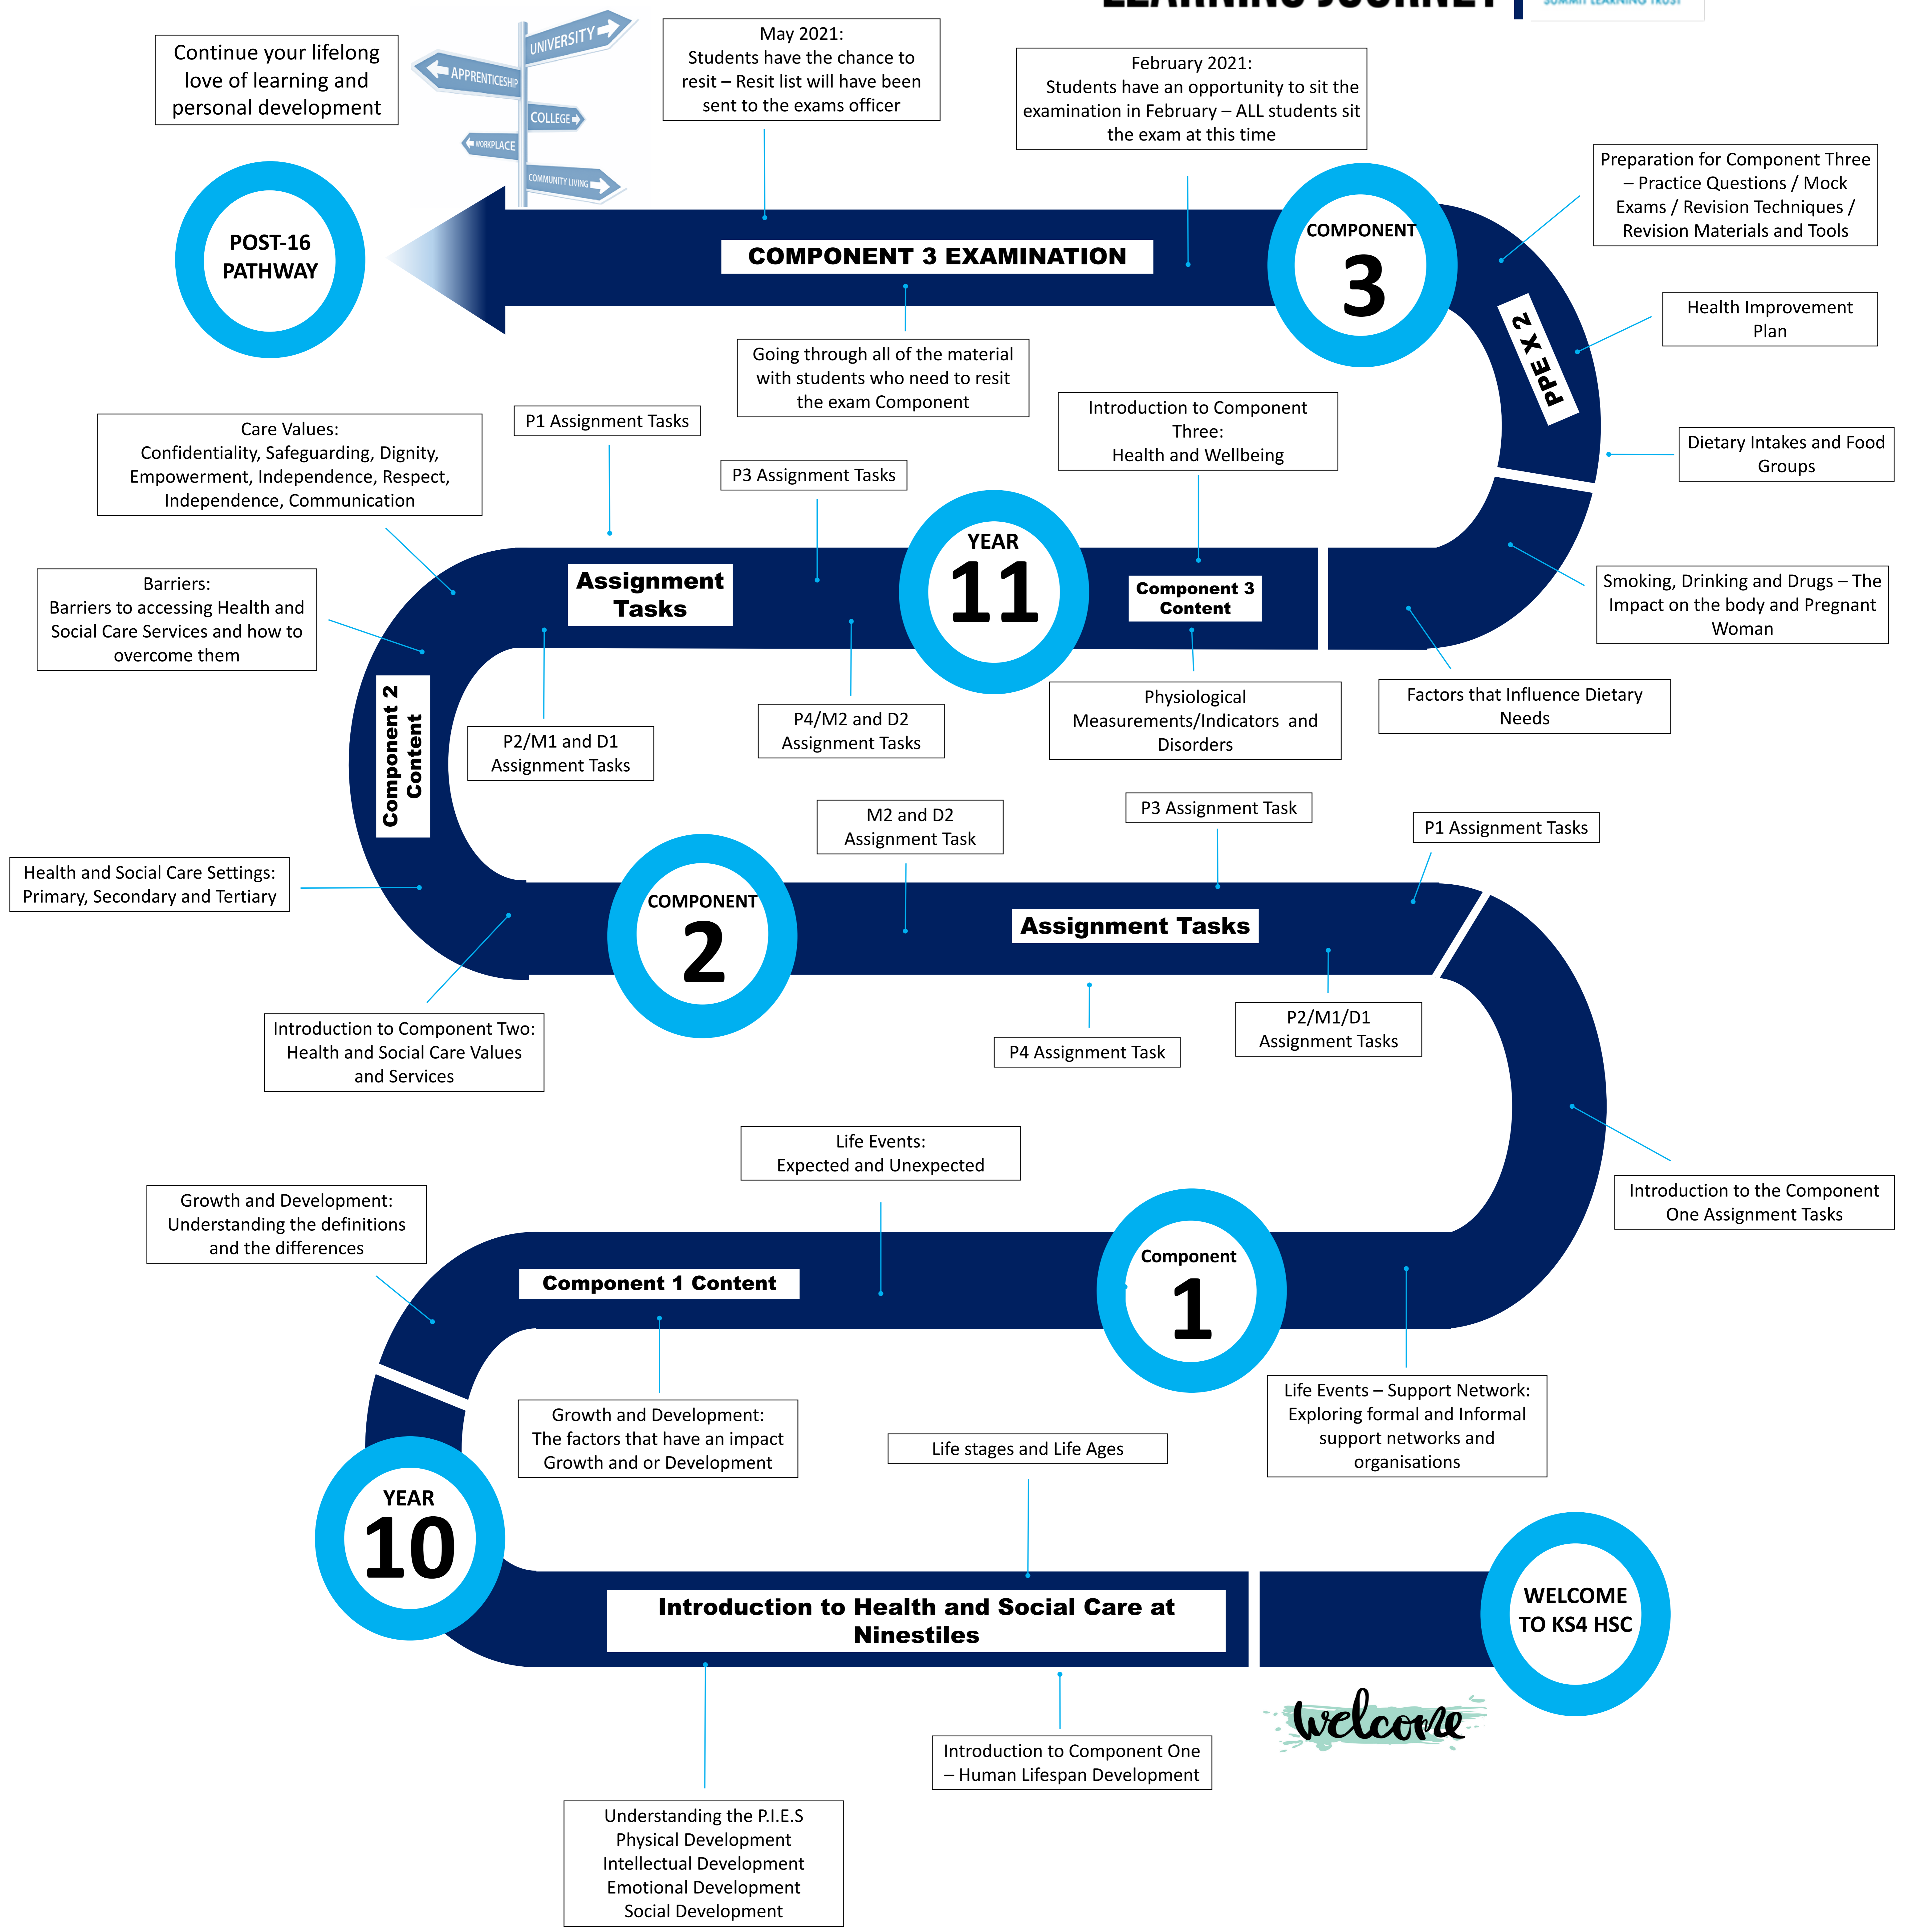 LEARNING JOURNEY
SUMMIT LEARNING TRUST
Continue your lifelong
love of learning and
personal development
UNIVERSITY
APPRENTICESHIP
COLLEGE
WORKPLACE
COMMUNITY LIVING
May 2021:
Students have the chance to
resit – Resit list will have been
sent to the exams officer
February 2021:
Students have an opportunity to sit the
examination in February – ALL students sit
the exam at this time
Preparation for Component Three
– Practice Questions / Mock
Exams / Revision Techniques /
Revision Materials and Tools
POST-16
PATHWAY
COMPONENT 3 EXAMINATION
COMPONENT
3
PPE X 2
Health Improvement
Plan
Going through all of the material
with students who need to resit
the exam Component
Dietary Intakes and Food
Groups
Care Values:
Confidentiality, Safeguarding, Dignity,
Empowerment, Independence, Respect,
Independence, Communication
P1 Assignment Tasks
P3 Assignment Tasks
Introduction to Component
Three:
Health and Wellbeing
Barriers:
Barriers to accessing Health and
Social Care Services and how to
overcome them
Assignment
Tasks
YEAR
11
Component 3
Content
Smoking, Drinking and Drugs – The
Impact on the body and Pregnant
Woman
Component 2
Content
P2/M1 and D1
Assignment Tasks
P4/M2 and D2
Assignment Tasks
Physiological
Measurements/Indicators and
Disorders
Factors that Influence Dietary
Needs
M2 and D2
Assignment Task
P3 Assignment Task
P1 Assignment Tasks
Health and Social Care Settings:
Primary, Secondary and Tertiary
COMPONENT
2
Assignment Tasks
Introduction to Component Two:
Health and Social Care Values
and Services
P4 Assignment Task
P2/M1/D1
Assignment Tasks
Life Events:
Expected and Unexpected
Introduction to the Component
One Assignment Tasks
Growth and Development:
Understanding the definitions
and the differences
Component 1 Content
Component
1
Growth and Development:
The factors that have an impact
Growth and or Development
Life stages and Life Ages
Life Events – Support Network:
Exploring formal and Informal
support networks and
organisations
YEAR
10
Introduction to Health and Social Care at
Ninestiles
WELCOME
TO KS4 HSC
welcome
Introduction to Component One
– Human Lifespan Development
Understanding the P.I.E.S
Physical Development
Intellectual Development
Emotional Development
Social Development